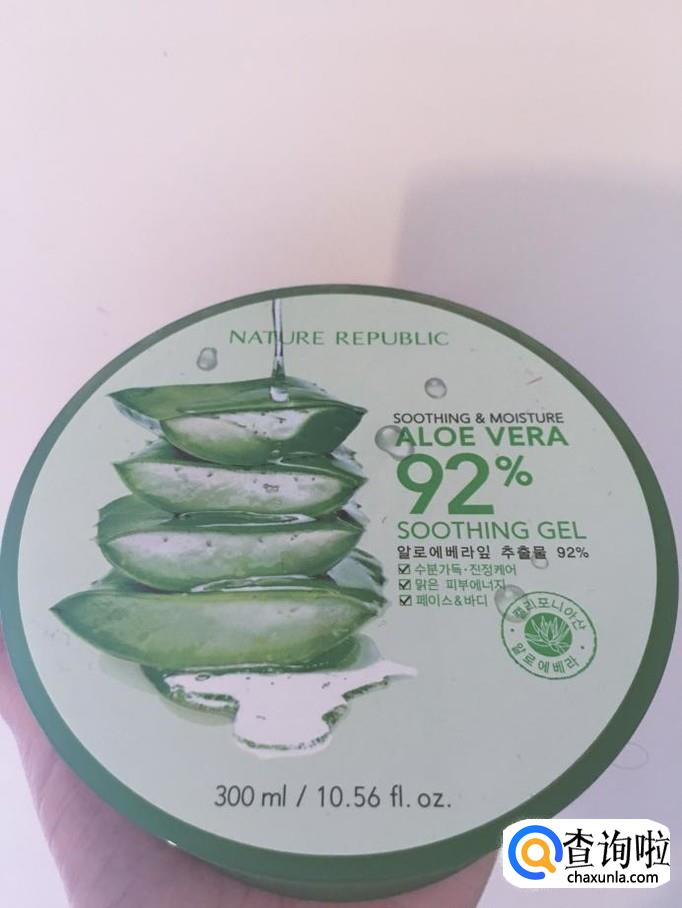 NATURE REPUBLIC
SOOTHING & MOISTURE
ALOE VERA
92%
SOOTHING GEL
알로에베라잎 추출물 92%
수분가득·진정케어
맑은 피부에너지
페이스&바디
캘리포니아산
알로에베라
300 ml / 10.56 fl. oz.
查询啦
chaxunla.com